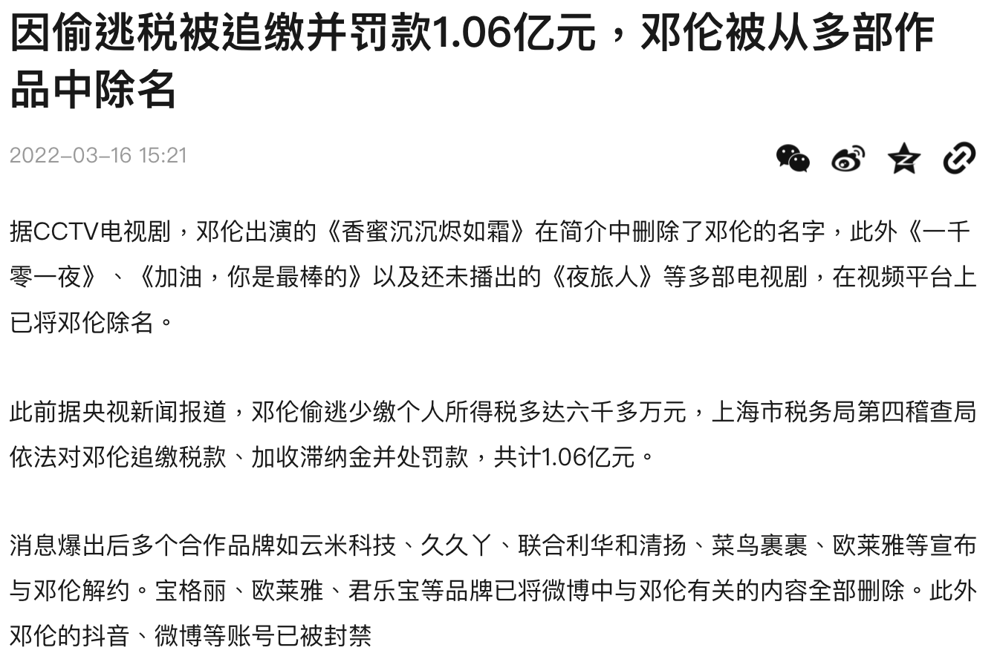 因偷逃税被追缴并罚款1.06亿元，邓伦被从多部作
品中除名
2022-03-16 15:21
据CCTV电视剧，邓伦出演的《香蜜沉沉烬如霜》在简介中删除了邓伦的名字，此外《一千
零一夜》、《加油，你是最棒的》以及还未播出的《夜旅人》等多部电视剧，在视频平台上
已将邓伦除名。
此前据央视新闻报道，邓伦偷逃少缴个人所得税多达六千多万元，上海市税务局第四稽查局
依法对邓伦追缴税款、加收滞纳金并处罚款，共计1.06亿元。
消息爆出后多个合作品牌如云米科技、久久丫、联合利华和清扬、菜鸟裹裹、欧莱雅等宣布
与邓伦解约。宝格丽、欧莱雅、君乐宝等品牌已将微博中与邓伦有关的内容全部删除。此外
邓伦的抖音、微博等账号已被封禁